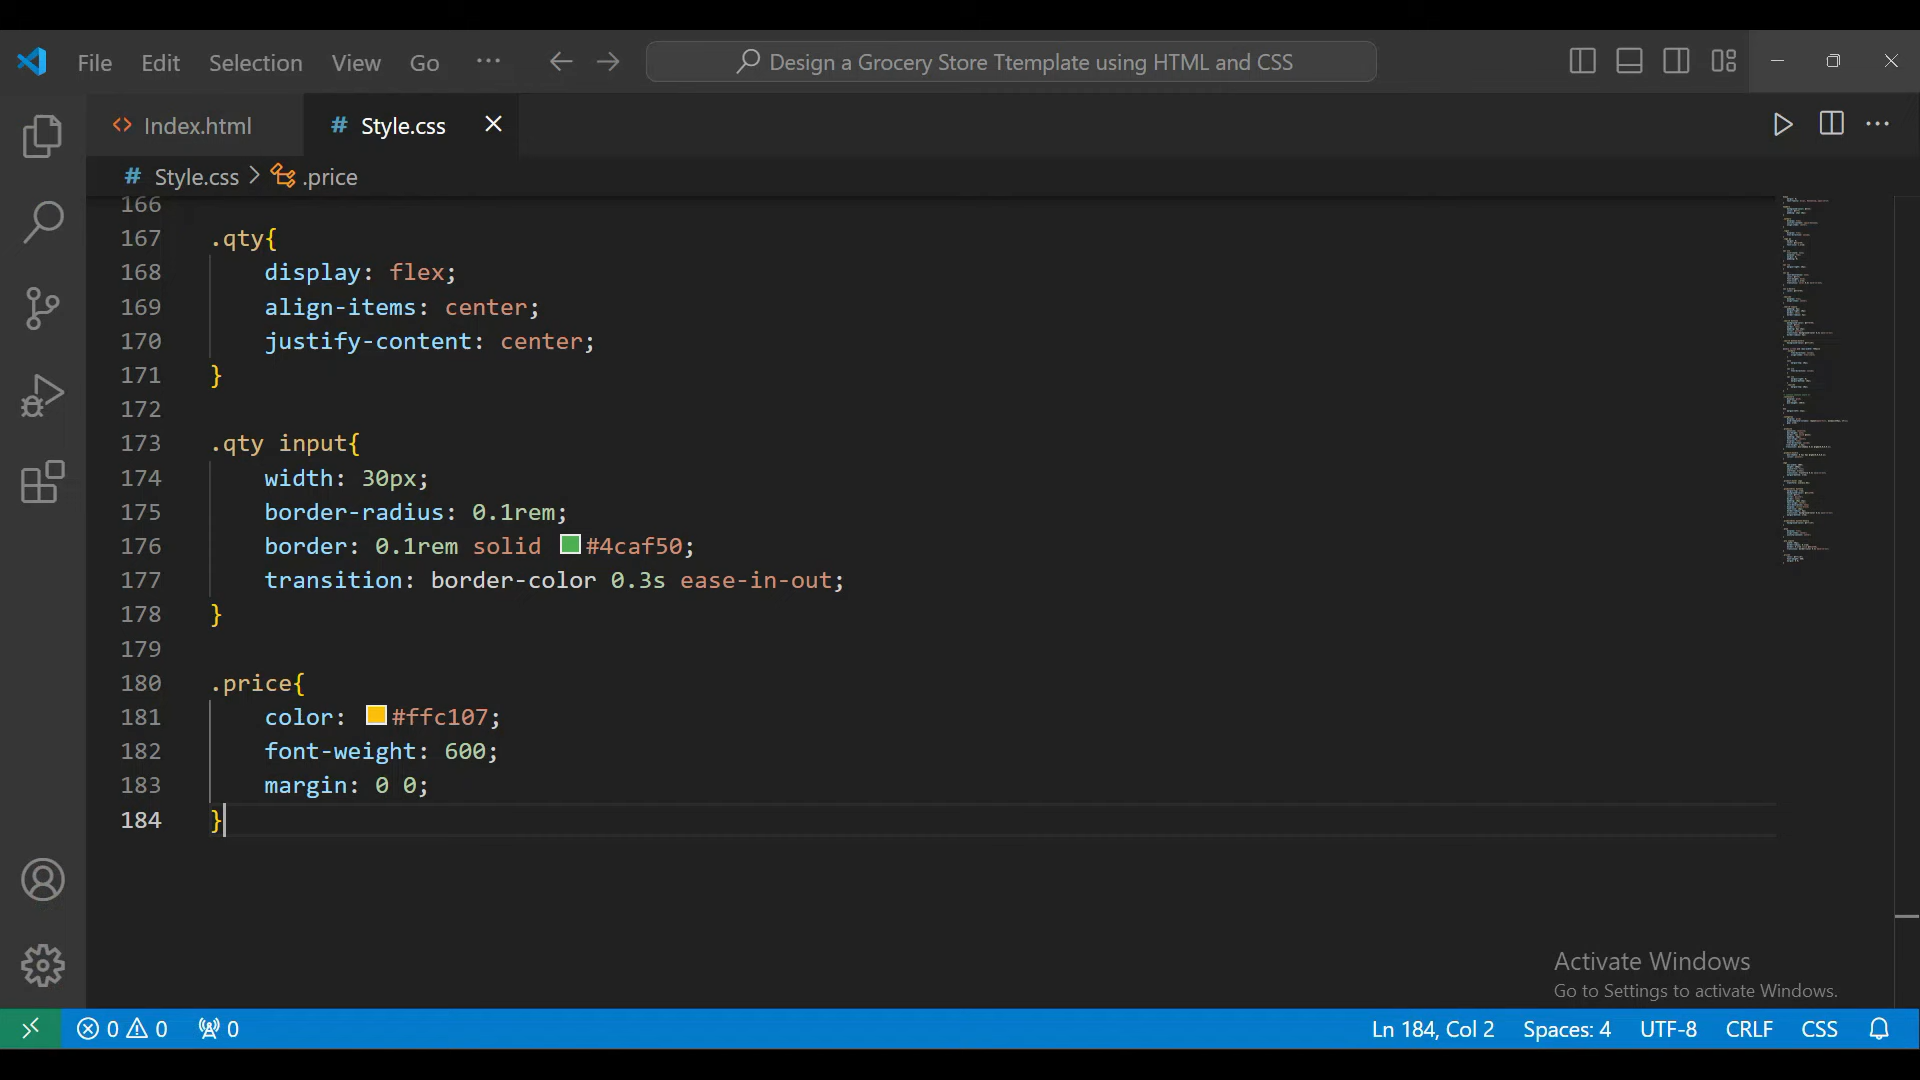 File Edit Selection View Go ··· Design a Grocery Store Ttemplate using HTML and CSS
Index.html # Style.css
# Style.css > .price
166
167 .qty{
168 display: flex;
169 align-items: center;
170 justify-content: center;
171 }
172
173 .qty input{
174 width: 30px;
175 border-radius: 0.1rem;
176 border: 0.1rem solid #4caf50;
177 transition: border-color 0.3s ease-in-out;
178 }
179
180 .price{
181 color: #ffc107;
182 font-weight: 600;
183 margin: 0 0;
184 }
Activate Windows
Go to Settings to activate Windows.
0 0 0 Ln 184, Col 2 Spaces: 4 UTF-8 CRLF CSS